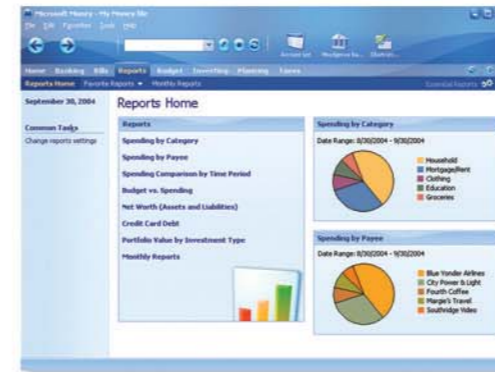 Microsoft Money - My Money file
File Edit Favorites Tools Help
Account List
Home Banking Bills Reports Budget Investing Planning Taxes
Reports Home Favorite Reports Monthly Reports
September 30, 2004
Common Tasks
Change reports settings
Reports Home
Reports
Spending by Category
Spending by Payee
Spending Comparison by Time Period
Budget vs. Spending
Net Worth (Assets and Liabilities)
Credit Card Debt
Portfolio Value by Investment Type
Monthly Reports
Spending by Category
Date Range: 8/30/2004 - 9/30/2004
Household
Mortgage/Rent
Clothing
Education
Groceries
Spending by Payee
Date Range: 8/30/2004 - 9/30/2004
Blue Yonder Airlines
City Power & Light
Fourth Coffee
Margie's Travel
Southridge Video